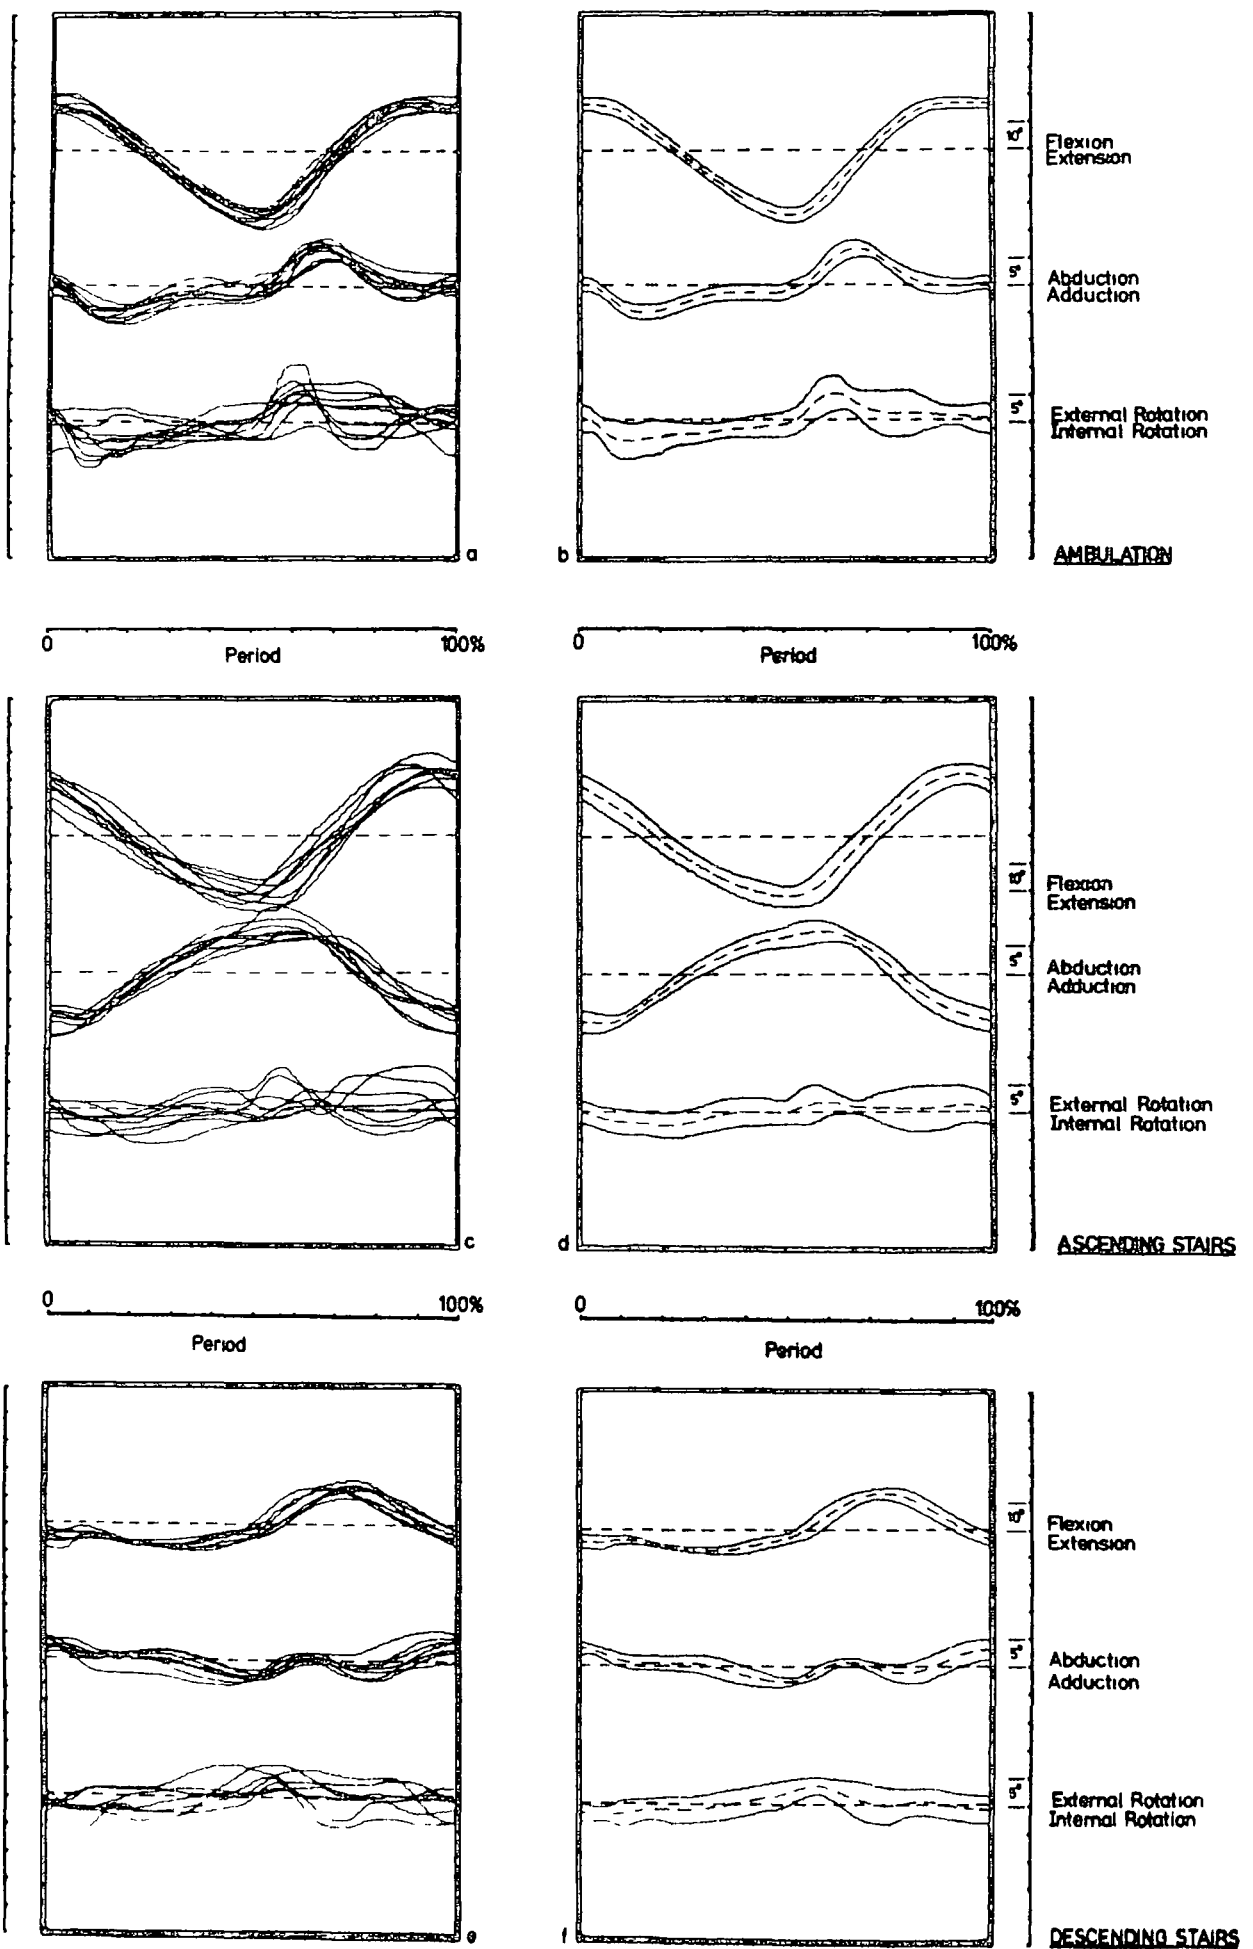 10°
Flexion
Extension
5°
Abduction
Adduction
5°
External Rotation
Internal Rotation
a
b
AMBULATION
0
100%
Period
0
100%
Period
10°
Flexion
Extension
5°
Abduction
Adduction
5°
External Rotation
Internal Rotation
c
d
ASCENDING STAIRS
0
100%
Period
0
100%
Period
10°
Flexion
Extension
5°
Abduction
Adduction
5°
External Rotation
Internal Rotation
e
f
DESCENDING STAIRS